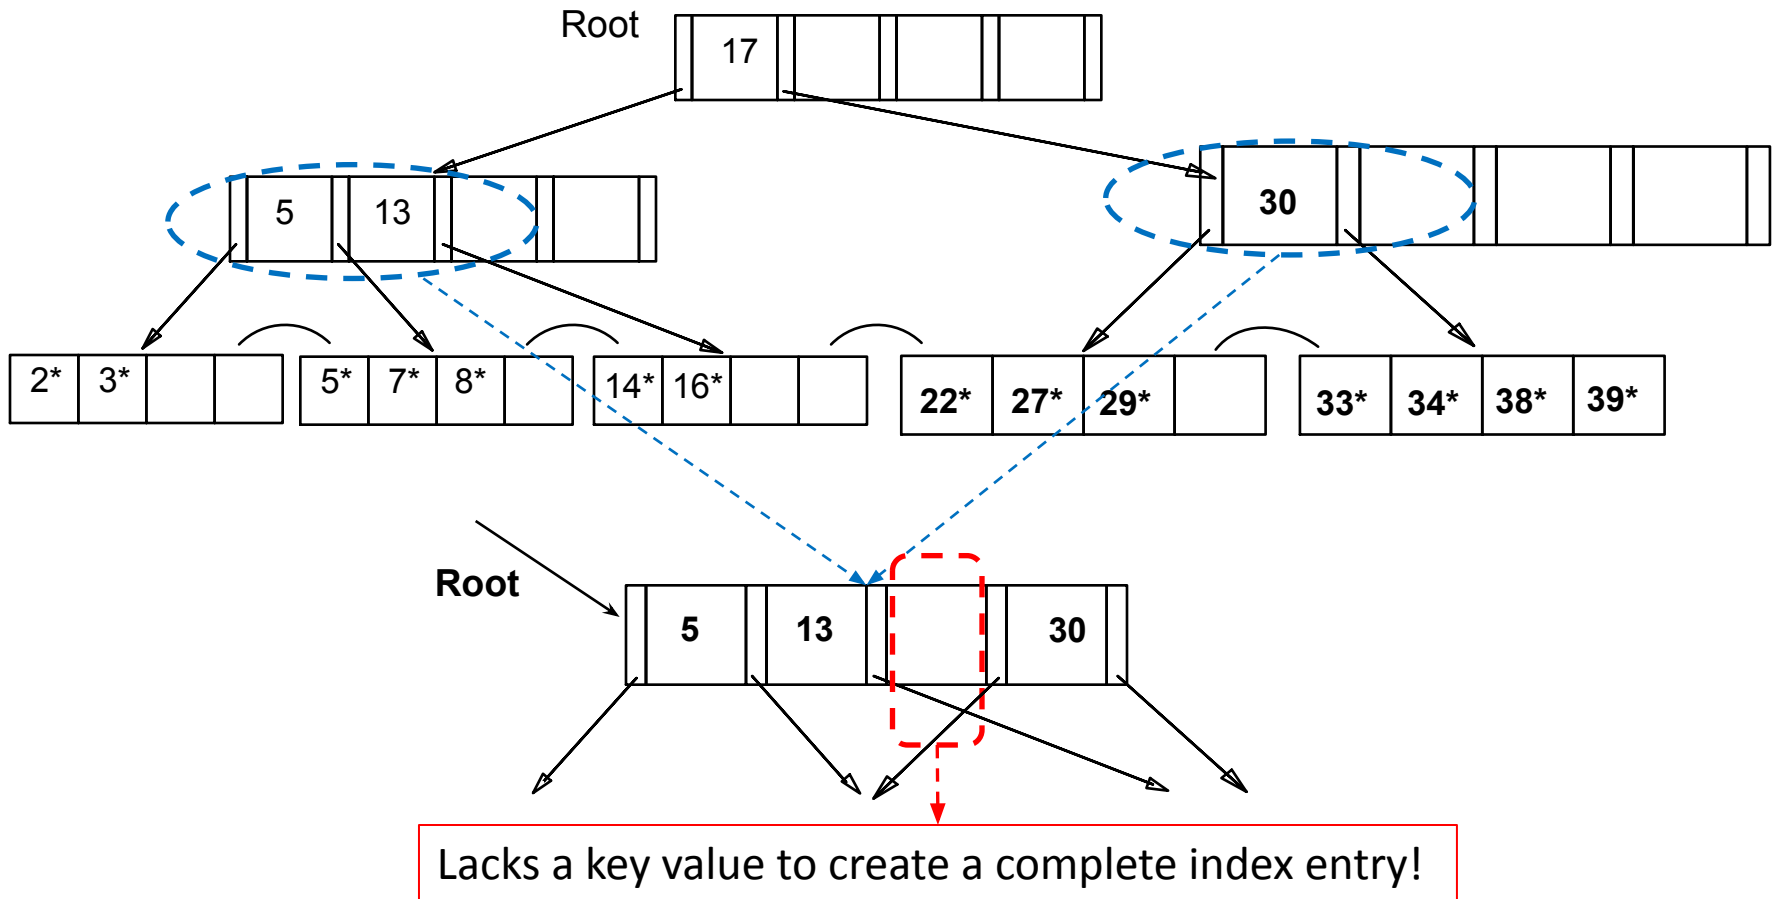 Root
17
5 13
30
2* 3*
5* 7* 8*
14* 16*
22* 27* 29*
33* 34* 38* 39*
Root
5 13 30
Lacks a key value to create a complete index entry!